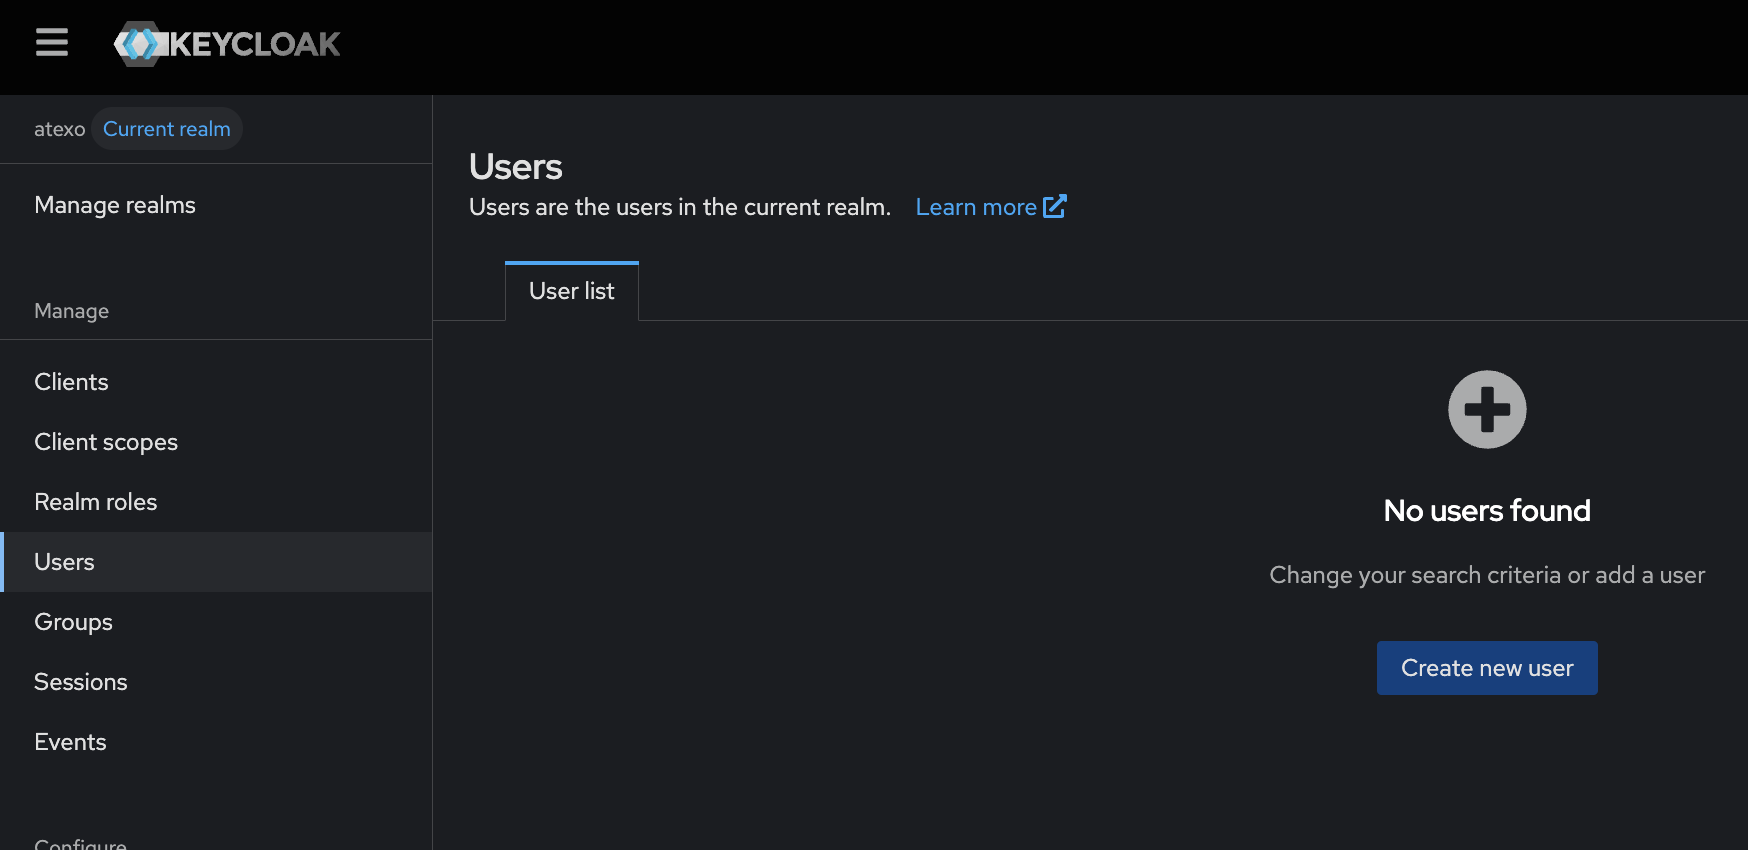 KEYCLOAK
atexo Current realm
Manage realms
Manage
Clients
Client scopes
Realm roles
Users
Groups
Sessions
Events
Configure
Users
Users are the users in the current realm. Learn more
User list
No users found
Change your search criteria or add a user
Create new user